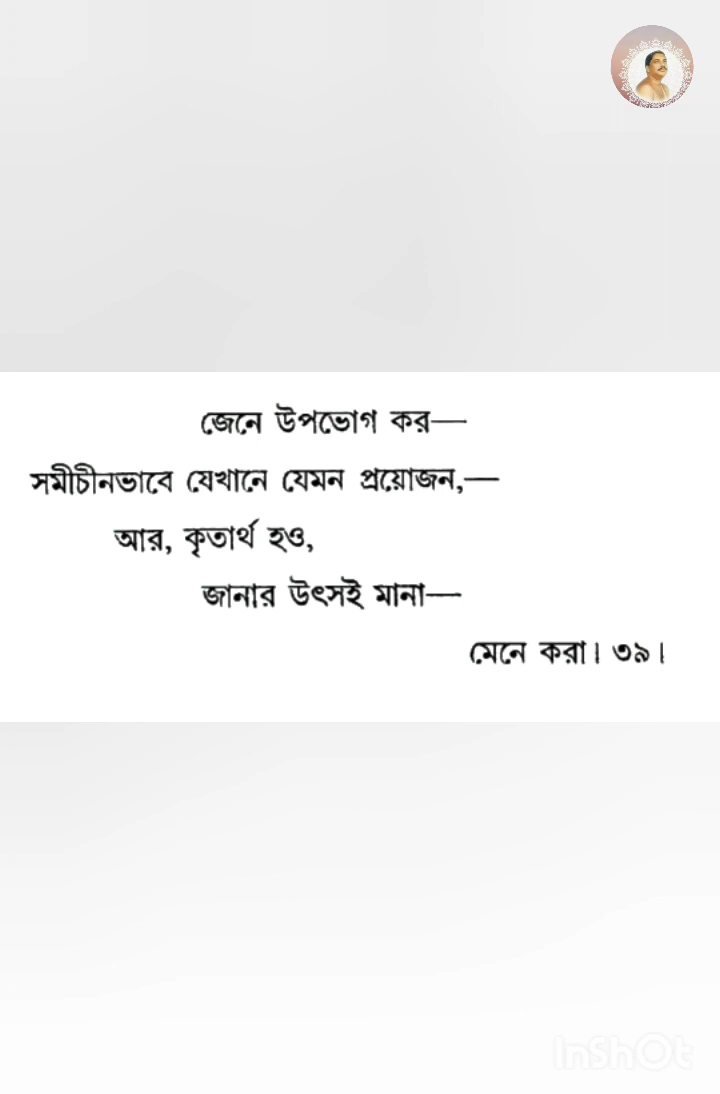 জেনে উপভোগ কর—
সমীচীনভাবে যেখানে যেমন প্রয়োজন,—
আর, কৃতার্থ হও,
জানার উৎসই মানা—
মেনে করা। ৩৯।
InShOt